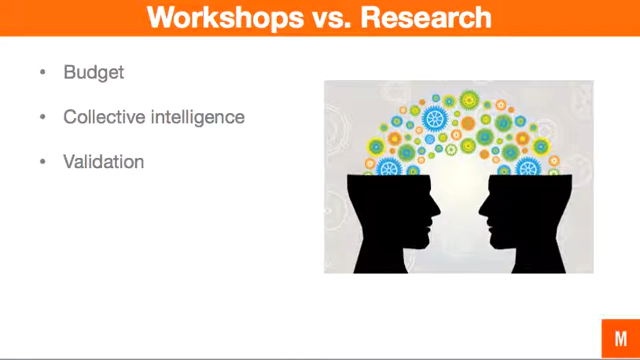 Workshops vs. Research
• Budget
• Collective intelligence
• Validation
M